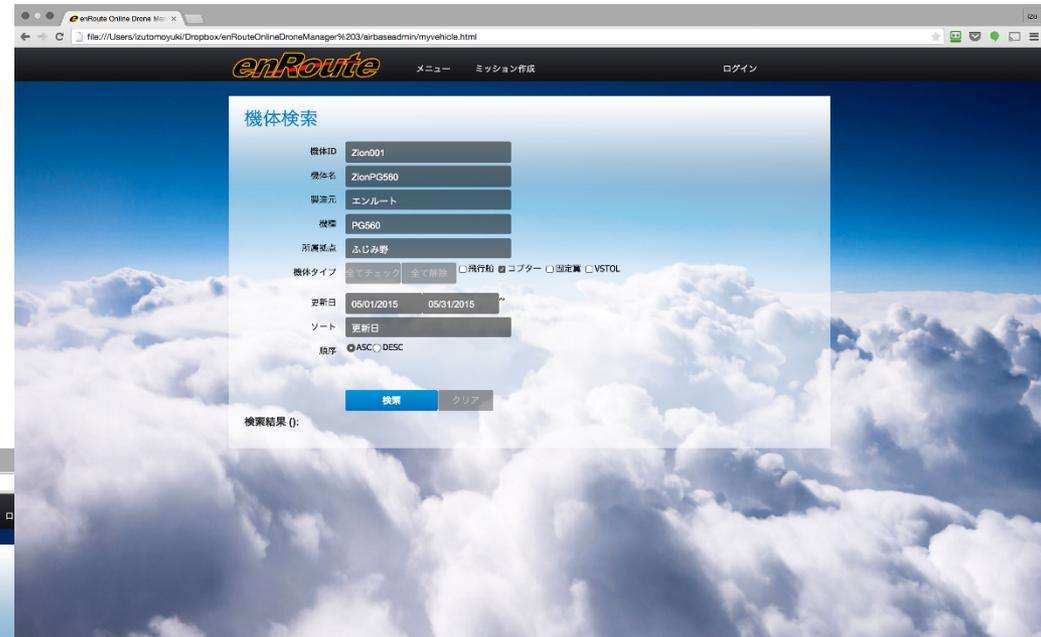 enRoute Online Drone Man
izu
file:///Users/izutomoyuki/Dropbox/enRouteOnlineDroneManager%203/airbaseadmin/myvehicle.html
enRoute メニュー ミッション作成 ログイン
機体検索
機体ID Zion001
機体名 ZionPG560
製造元 エンルート
機種 PG560
所属拠点 ふじみ野
機体タイプ 全てチェック 全て解除 飛行船 コプター 固定翼 VSTOL
更新日 05/01/2015 05/31/2015 ~
ソート 更新日
順序 ASC DESC
検索 クリア
検索結果 ():
ロ